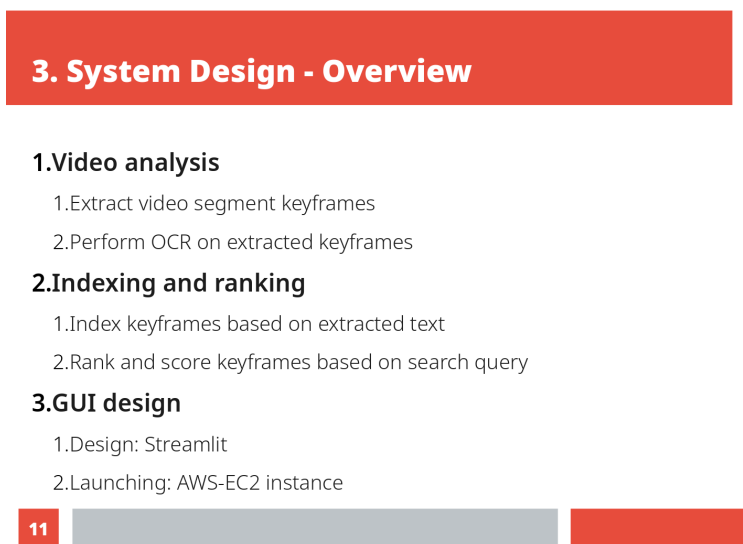 3. System Design - Overview
1.Video analysis
1.Extract video segment keyframes
2.Perform OCR on extracted keyframes
2.Indexing and ranking
1.Index keyframes based on extracted text
2.Rank and score keyframes based on search query
3.GUI design
1.Design: Streamlit
2.Launching: AWS-EC2 instance
11